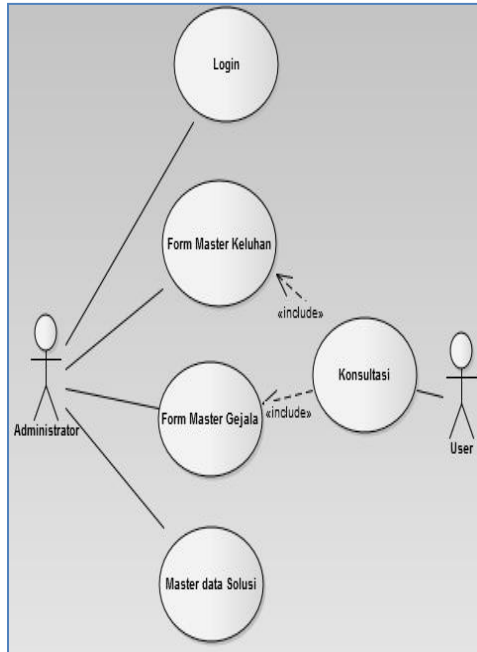 Login
Form Master Keluhan
«include»
Konsultasi
«include»
Form Master Gejala
Administrator
User
Master data Solusi